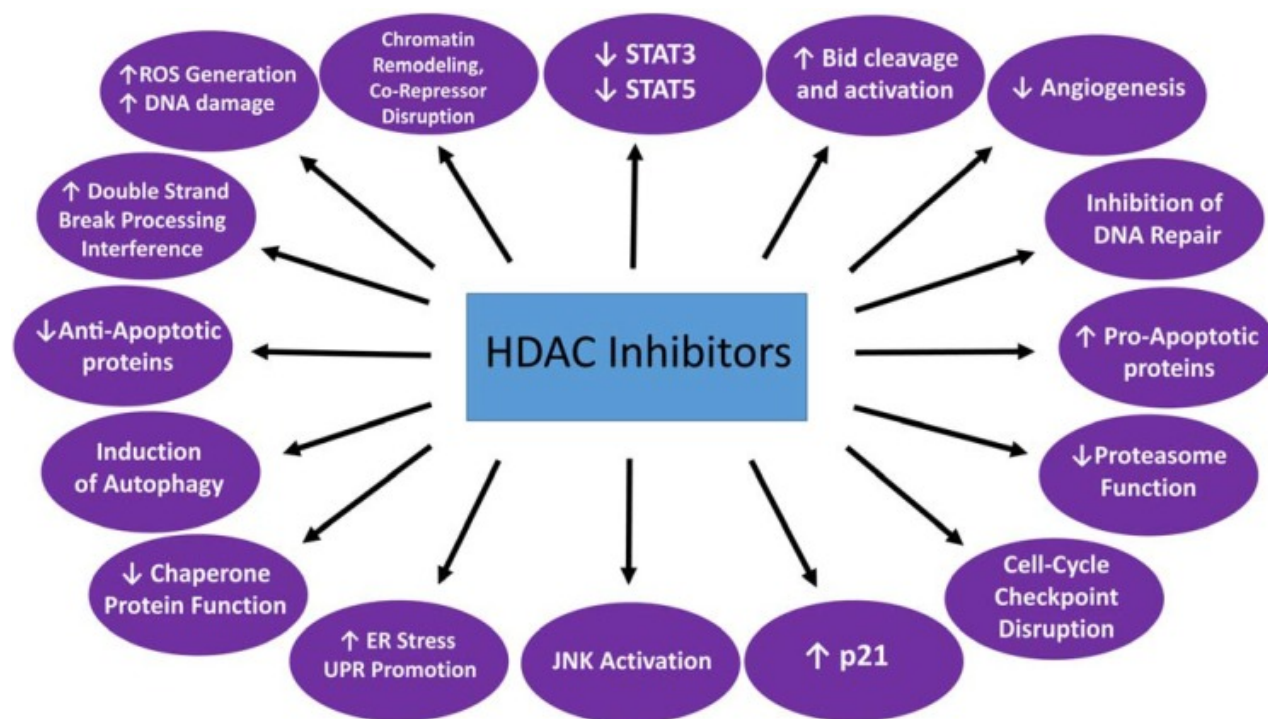 ↑ROS Generation
↑ DNA damage
Chromatin
Remodeling,
Co-Repressor
Disruption
↓ STAT3
↓ STAT5
↑ Bid cleavage
and activation
↓ Angiogenesis
↑ Double Strand
Break Processing
Interference
Inhibition of
DNA Repair
↓Anti-Apoptotic
proteins
HDAC Inhibitors
↑ Pro-Apoptotic
proteins
Induction
of Autophagy
↓Proteasome
Function
↓ Chaperone
Protein Function
Cell-Cycle
Checkpoint
Disruption
↑ ER Stress
UPR Promotion
JNK Activation
↑ p21